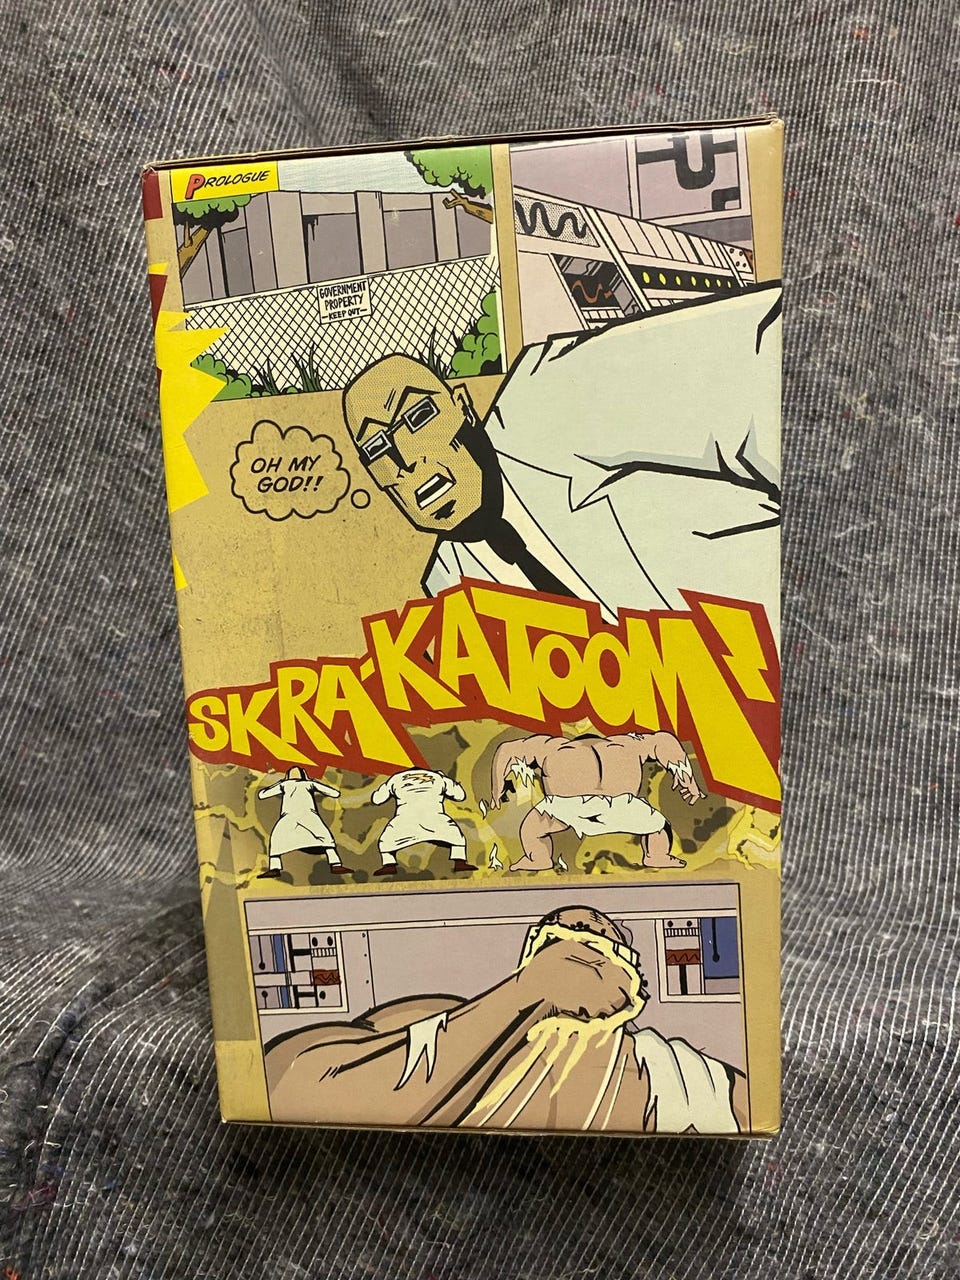 PROLOGUE
GOVERNMENT
PROPERTY
-KEEP OUT-
OH MY
GOD!!
SKRA-KATOOM!